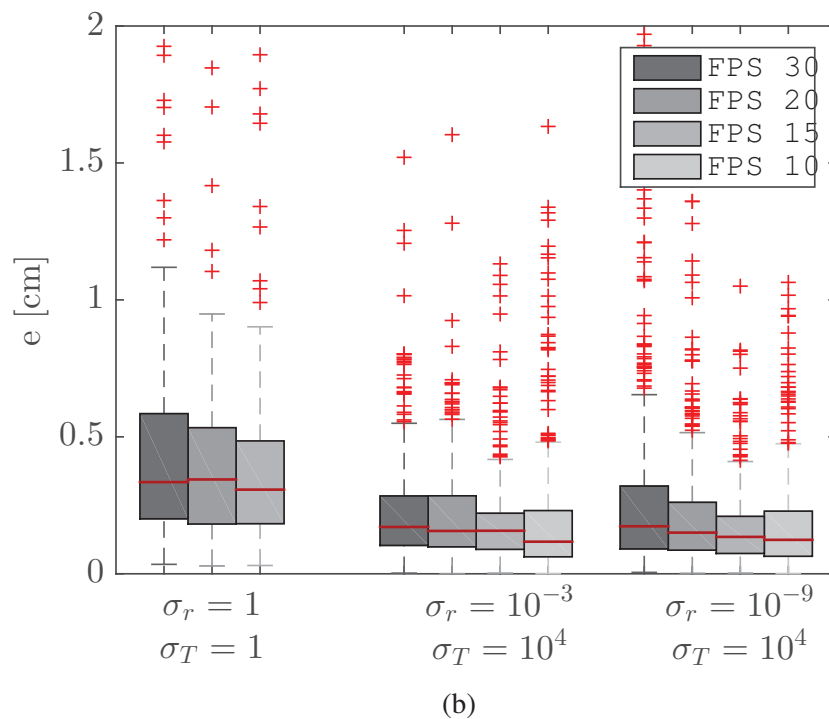 2
1.5
1
0.5
0
e [cm]
FPS 30
FPS 20
FPS 15
FPS 10
σ_r = 1
σ_T = 1
σ_r = 10^{-3}
σ_T = 10^4
σ_r = 10^{-9}
σ_T = 10^4
(b)